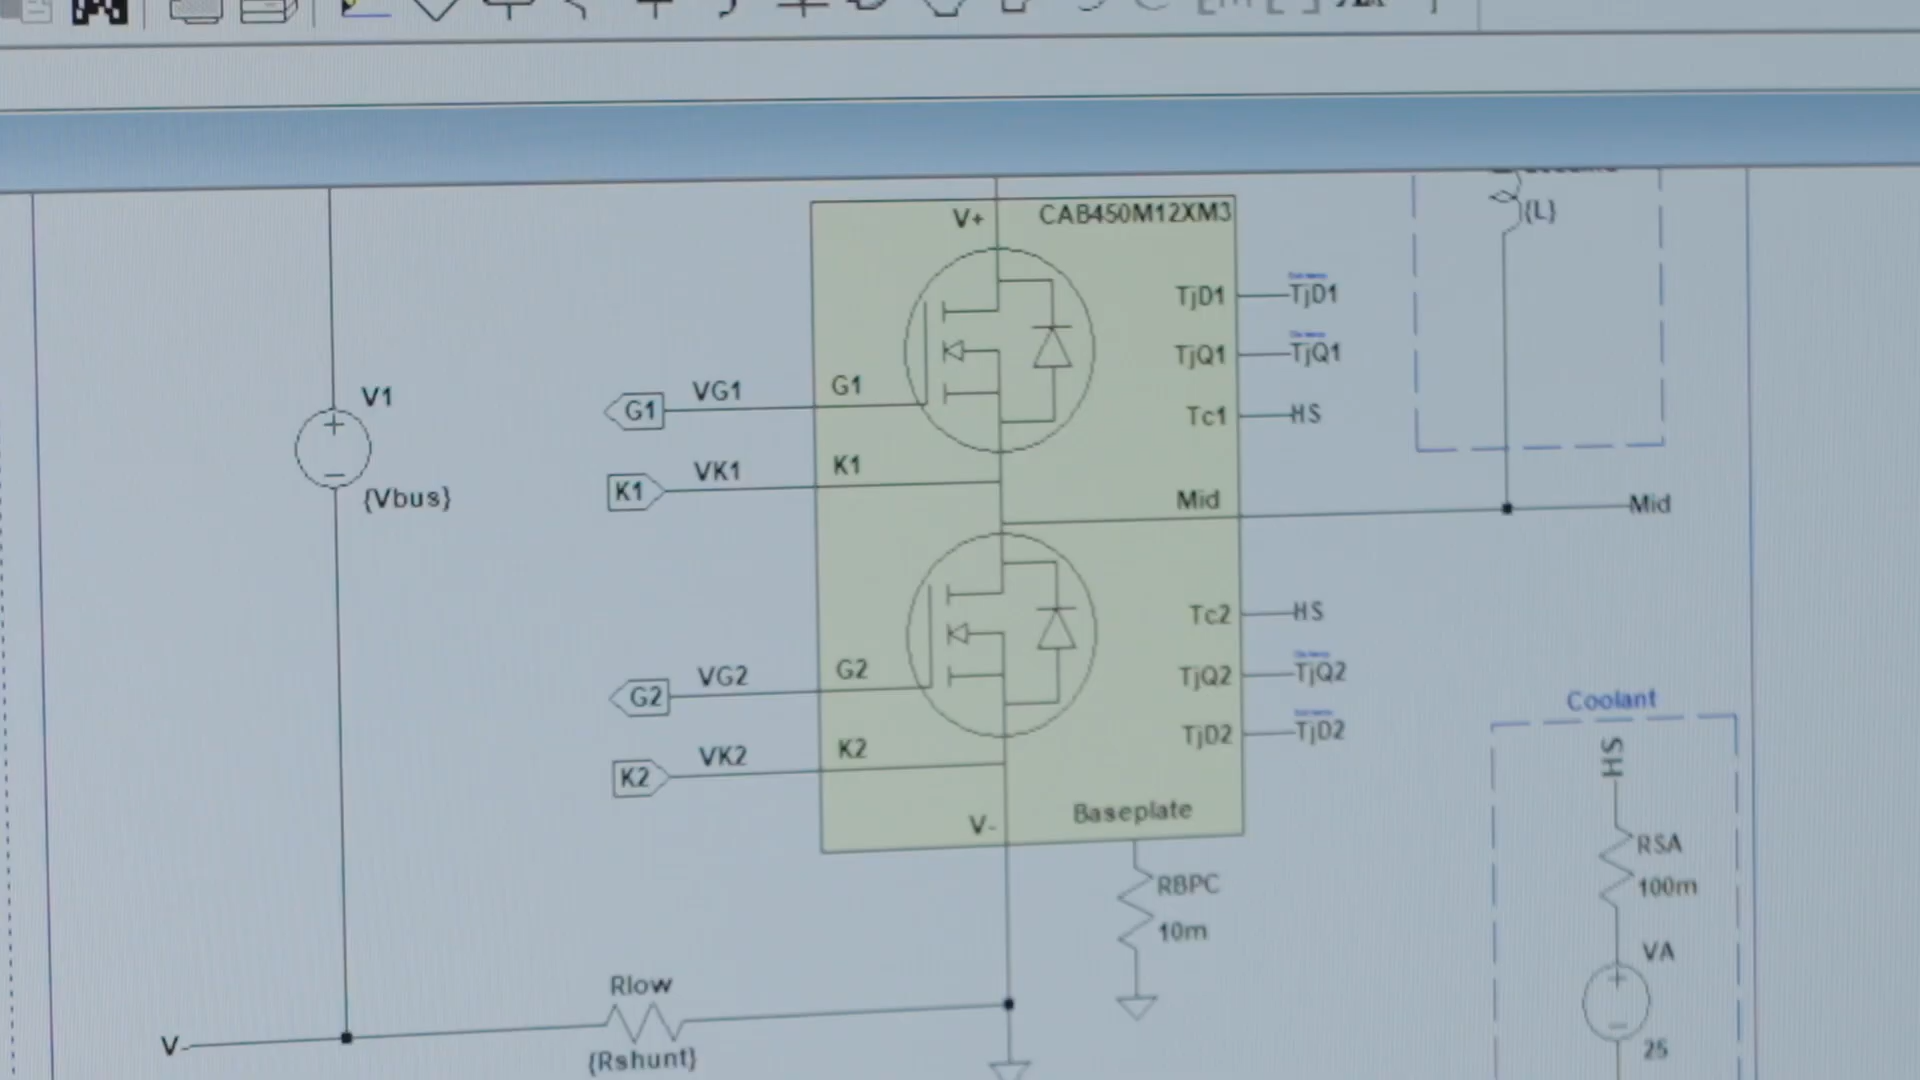 V+ CAB450M12XM3
{L}
TjD1 TjD1
TjQ1 TjQ1
Tc1 HS
V1
{Vbus}
G1 VG1 G1
K1 VK1 K1
Mid Mid
Tc2 HS
G2 VG2 G2
TjQ2 TjQ2
TjD2 TjD2
K2 VK2 K2
V- Baseplate
RBPC
10m
Coolant
HS
RSA
100m
VA
25
Rlow
{Rshunt}
V-